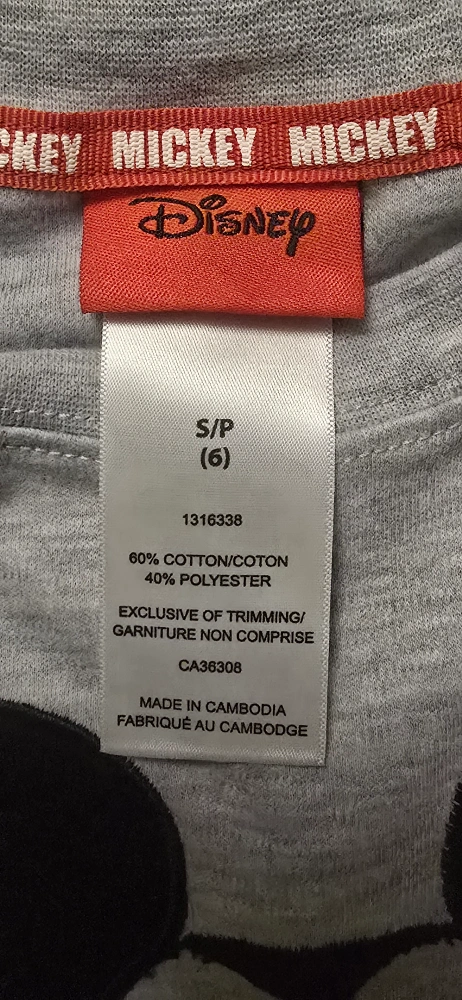 CKEY MICKEY MICKEY
Disney
S/P
(6)
1316338
60% COTTON/COTON
40% POLYESTER
EXCLUSIVE OF TRIMMING/
GARNITURE NON COMPRISE
CA36308
MADE IN CAMBODIA
FABRIQUÉ AU CAMBODGE